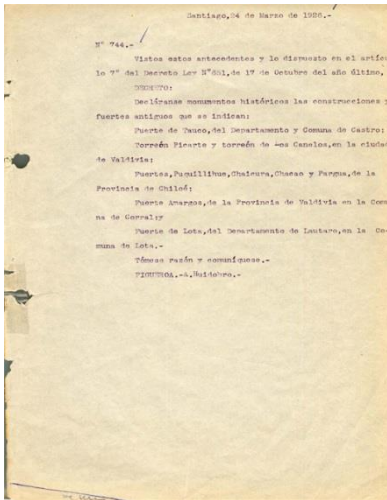 Santiago, 24 de Marzo de 1926.-
N° 744.-
Vistos estos antecedentes y lo dispuesto en el artícu
lo 7° del Decreto Ley N°651, de 17 de Octubre del año último,
DECRETO:
Decláranse monumentos históricos las construcciones y
fuertes antiguos que se indican:
Fuerte de Tauco, del Departamento y Comuna de Castro;
Torreón Picarte y torreón de Los Canelos, en la ciudad
de Valdivia;
Fuertes, Puquillihue, Chaicura, Chacao y Pargua, de la
Provincia de Chiloé;
Fuerte Amargos, de la Provincia de Valdivia en la Comu
na de Corral; y
Fuerte de Lota, del Departamento de Lautaro, en la Co-
muna de Lota.-
Tómese razón y comuníquese.-
FIGUEROA.- A. Huidobro.-